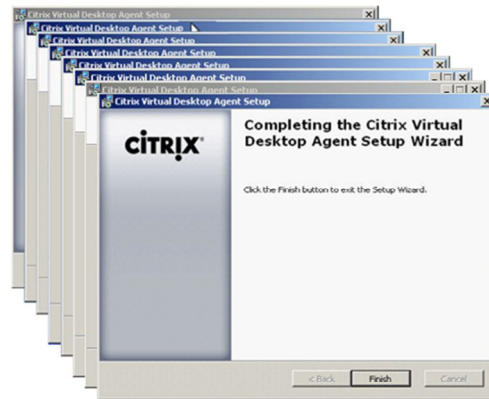 Citrix Virtual Desktop Agent Setup
Citrix Virtual Desktop Agent Setup
Citrix Virtual Desktop Agent Setup
Citrix Virtual Desktop Agent Setup
Citrix Virtual Desktop Agent Setup
Citrix Virtual Desktop Agent Setup
Citrix Virtual Desktop Agent Setup
Citrix Virtual Desktop Agent Setup
CITRIX
Completing the Citrix Virtual
Desktop Agent Setup Wizard
Click the Finish button to exit the Setup Wizard.
< Back Finish Cancel